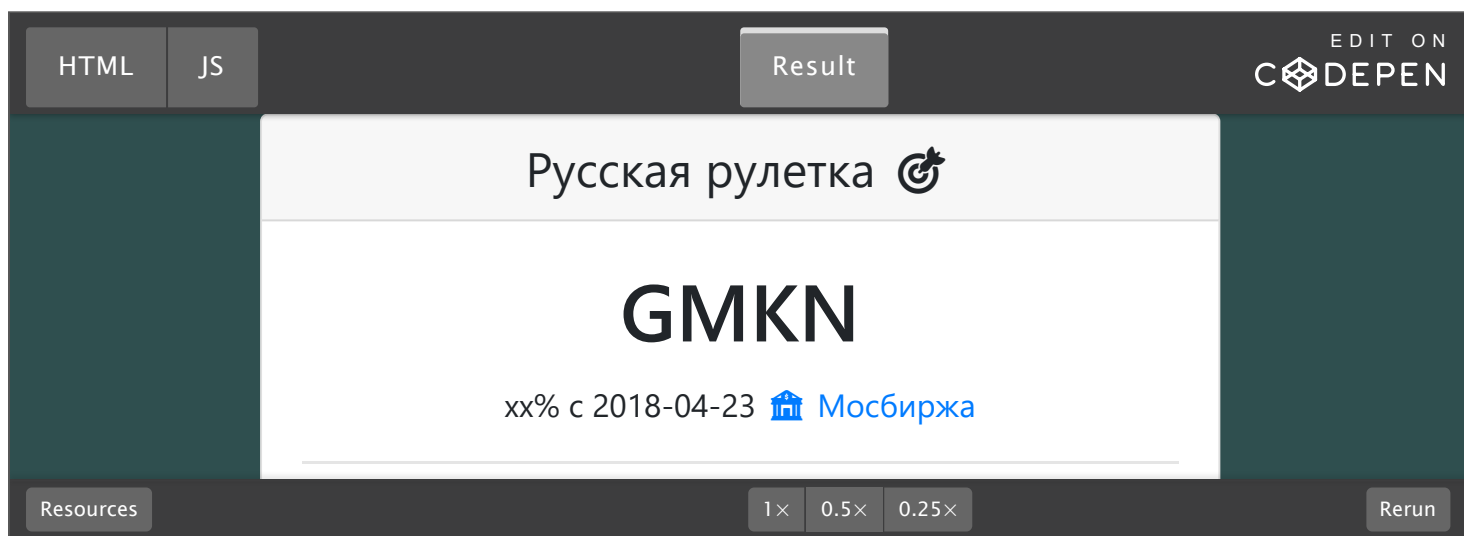 HTML JS Result EDIT ON
CODEPEN
Русская рулетка
GMKN
xx% с 2018-04-23 Мосбиржа
Resources 1× 0.5× 0.25× Rerun